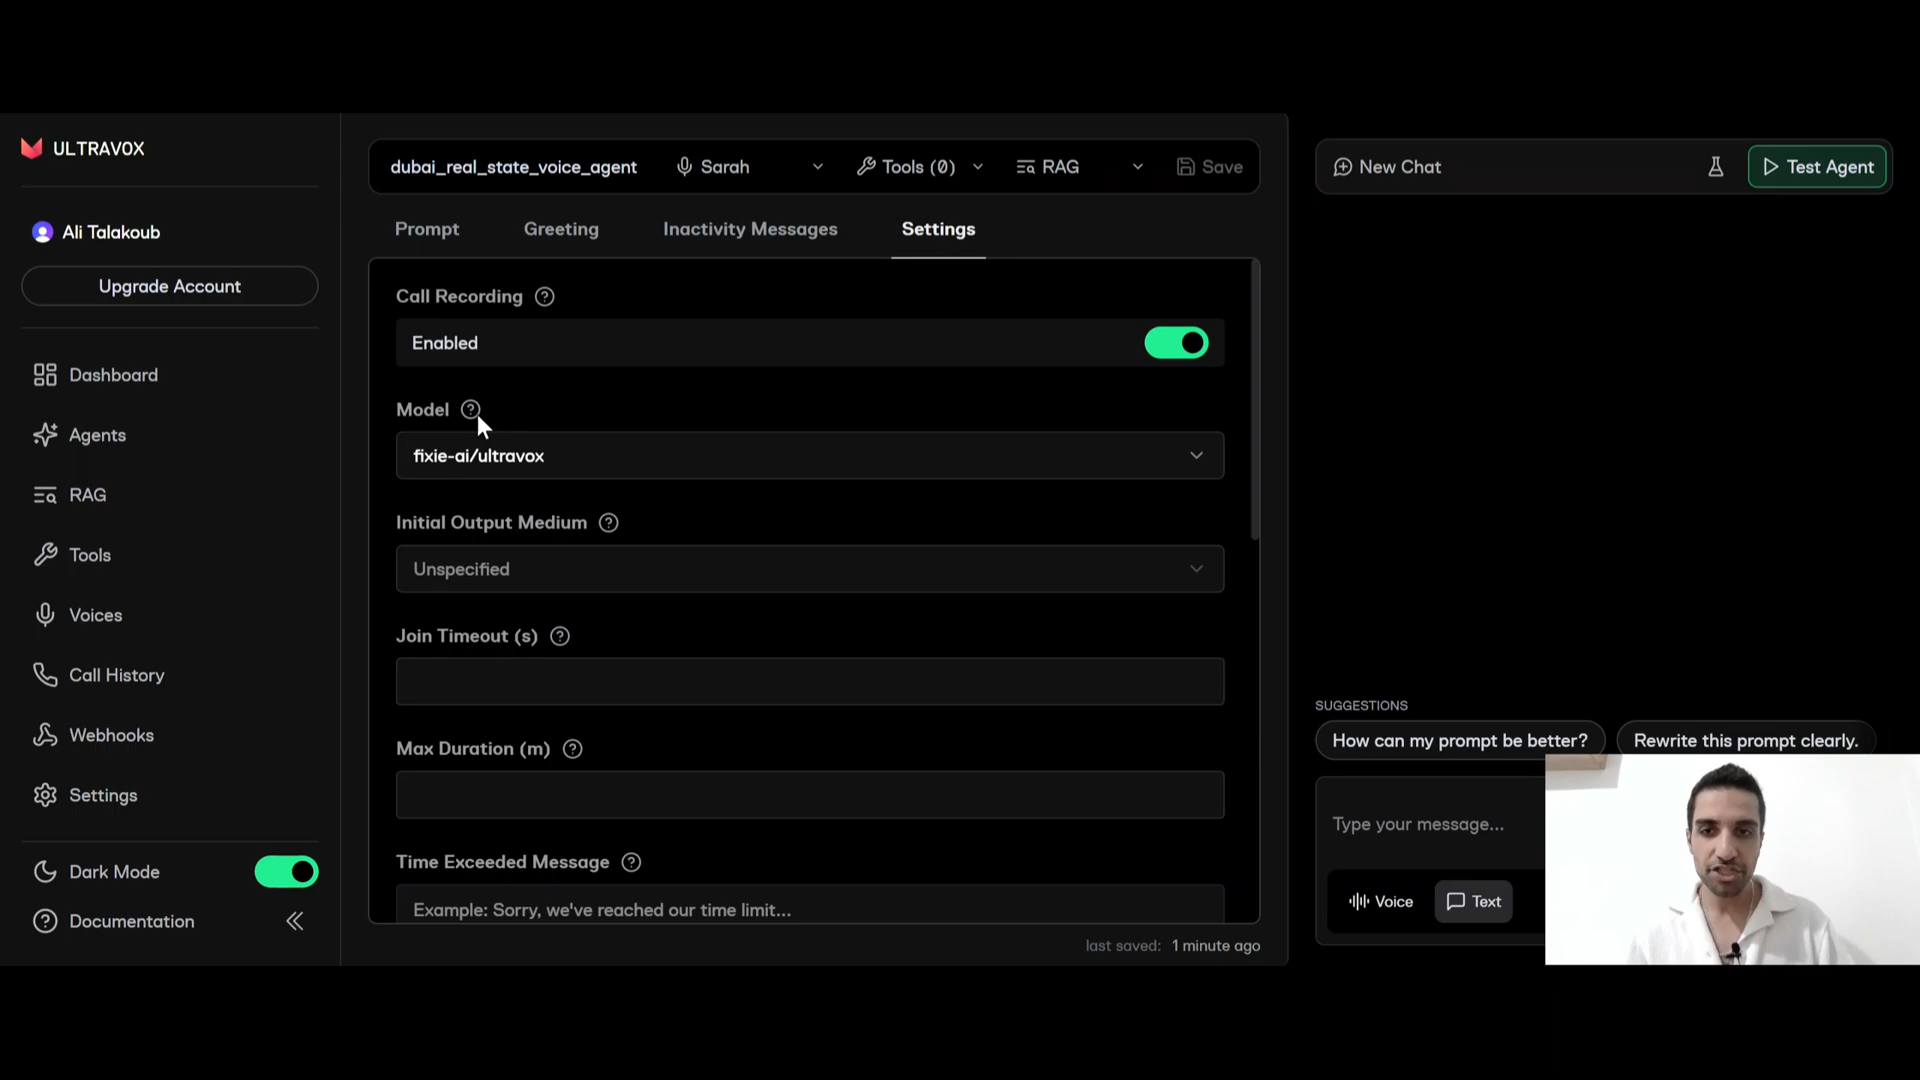 ULTRAVOX
Ali Talakoub
Upgrade Account
Dashboard
Agents
RAG
Tools
Voices
Call History
Webhooks
Settings
Dark Mode
Documentation
dubai_real_state_voice_agent
Sarah
Tools (0)
RAG
Save
Prompt
Greeting
Inactivity Messages
Settings
Call Recording
Enabled
Model
fixie-ai/ultravox
Initial Output Medium
Unspecified
Join Timeout (s)
Max Duration (m)
Time Exceeded Message
Example: Sorry, we've reached our time limit...
last saved: 1 minute ago
New Chat
Test Agent
SUGGESTIONS
How can my prompt be better?
Rewrite this prompt clearly.
Type your message...
Voice
Text